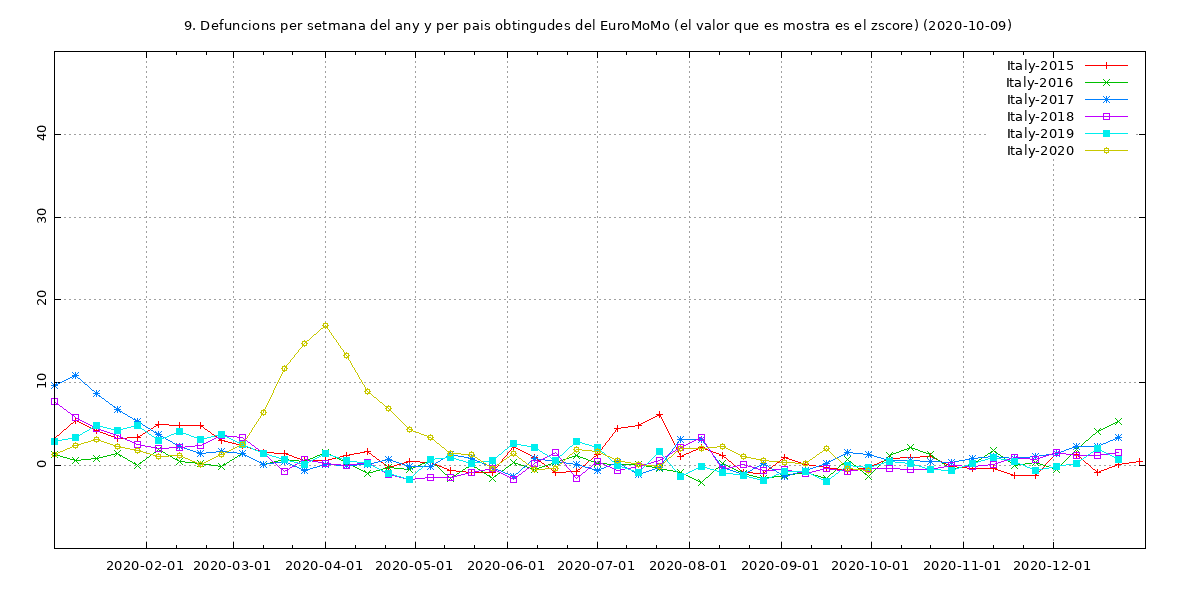 9. Defuncions per setmana del any y per pais obtingudes del EuroMoMo (el valor que es mostra es el zscore) (2020-10-09)
Italy-2015
Italy-2016
Italy-2017
Italy-2018
Italy-2019
Italy-2020
40
30
20
10
0
2020-02-01 2020-03-01 2020-04-01 2020-05-01 2020-06-01 2020-07-01 2020-08-01 2020-09-01 2020-10-01 2020-11-01 2020-12-01